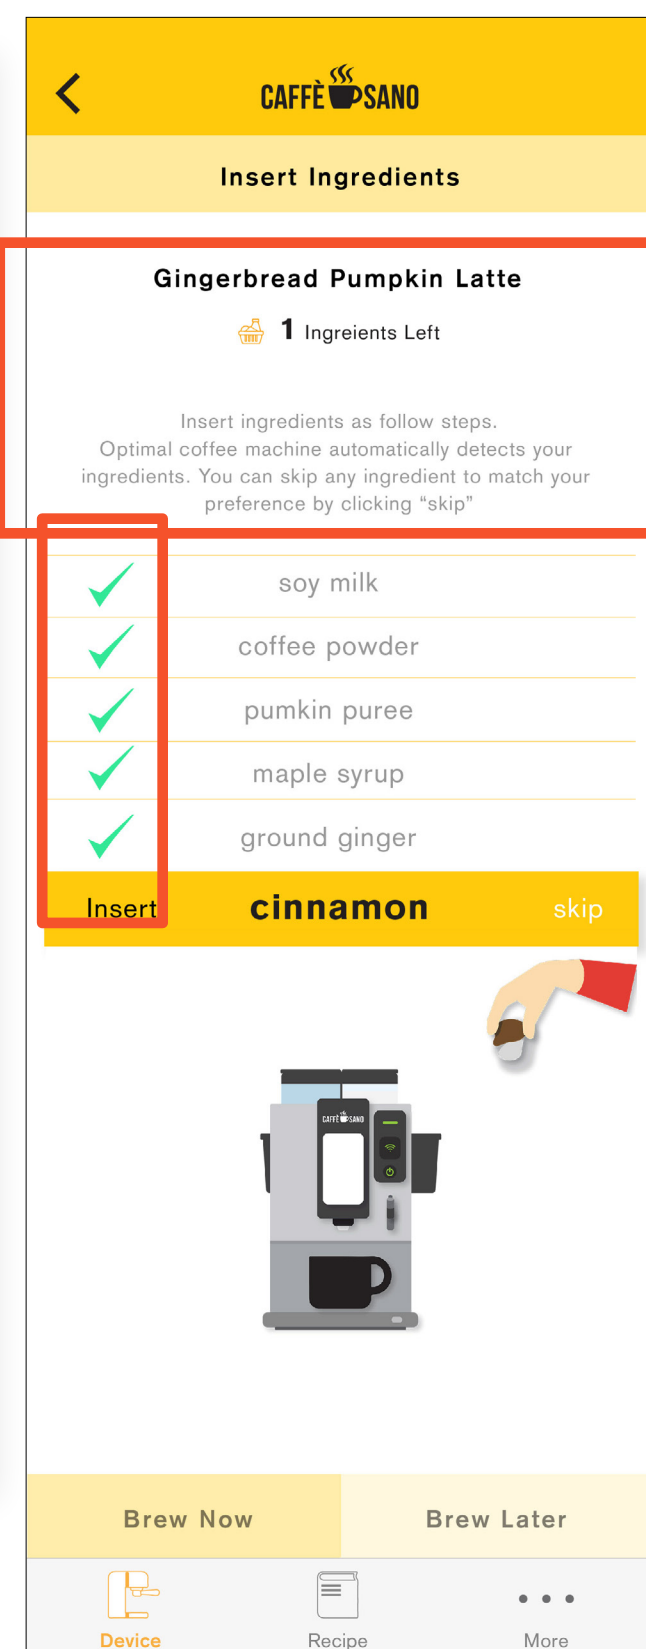 CAFFÈ SANO
Insert Ingredients
Gingerbread Pumpkin Latte
1 Ingreients Left
Insert ingredients as follow steps.
Optimal coffee machine automatically detects your
ingredients. You can skip any ingredient to match your
preference by clicking “skip”
soy milk
coffee powder
pumkin puree
maple syrup
ground ginger
Insert cinnamon skip
CAFFÈ SANO
Brew Now Brew Later
Device Recipe More